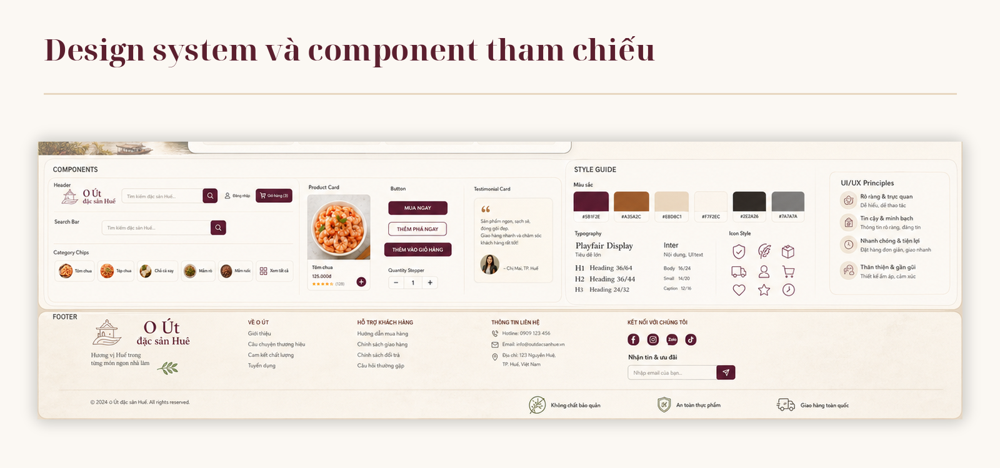 Design system và component tham chiếu
COMPONENTS
Header
O Út
đặc sản Huế
Tìm kiếm đặc sản Huế...
Đăng nhập
Giỏ hàng (3)
Search Bar
Tìm kiếm đặc sản Huế...
Category Chips
Tôm chua
Tép chua
Chả cá xay
Mắm rò
Mắm ruốc
Xem tất cả
Product Card
Tôm chua
125.000đ
(128)
Button
MUA NGAY
THÊM PHÁ NGAY
THÊM VÀO GIỎ HÀNG
Quantity Stepper
− 1 +
Testimonial Card
Sản phẩm ngon, sạch sẽ,
đóng gói đẹp.
Giao hàng nhanh và chăm sóc
khách hàng rất tốt!
– Chị Mai, TP. Huế
STYLE GUIDE
Màu sắc
#5B1F2E
#A35A2C
#E8D8C1
#F7F2EC
#2E2A26
#7A7A7A
Typography
Playfair Display
Tiêu đề lớn
H1 Heading 36/64
H2 Heading 36/44
H3 Heading 24/32
Inter
Nội dung, UI text
Body 16/24
Small 14/20
Caption 12/16
Icon Style
UI/UX Principles
Rõ ràng & trực quan
Dễ hiểu, dễ thao tác
Tin cậy & minh bạch
Thông tin rõ ràng, đáng tin
Nhanh chóng & tiện lợi
Đặt hàng đơn giản, giao nhanh
Thân thiện & gần gũi
Thiết kế ấm áp, cảm xúc
FOOTER
O Út
đặc sản Huê
Hương vị Huế trong
từng món ngon nhà làm
VỀ O ÚT
Giới thiệu
Câu chuyện thương hiệu
Cam kết chất lượng
Tuyển dụng
HỖ TRỢ KHÁCH HÀNG
Hướng dẫn mua hàng
Chính sách giao hàng
Chính sách đổi trả
Câu hỏi thường gặp
THÔNG TIN LIÊN HỆ
Hotline: 0909 123 456
Email: info@outdacsanhue.vn
Địa chỉ: 123 Nguyễn Huệ,
TP. Huế, Việt Nam
KẾT NỐI VỚI CHÚNG TÔI
Zalo
Nhận tin & ưu đãi
Nhập email của bạn...
© 2024 O Út đặc sản Huế. All rights reserved.
Không chất bảo quản
An toàn thực phẩm
Giao hàng toàn quốc